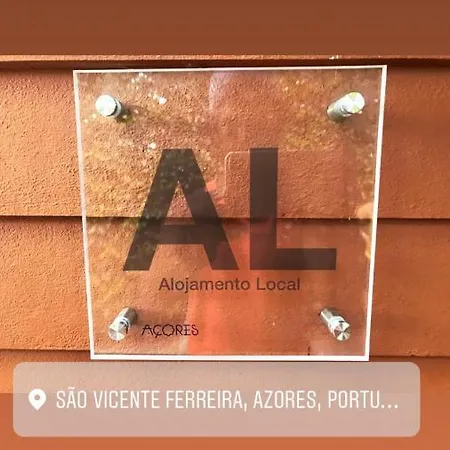 AL
Alojamento Local
AÇORES
SÃO VICENTE FERREIRA, AZORES, PORTU...